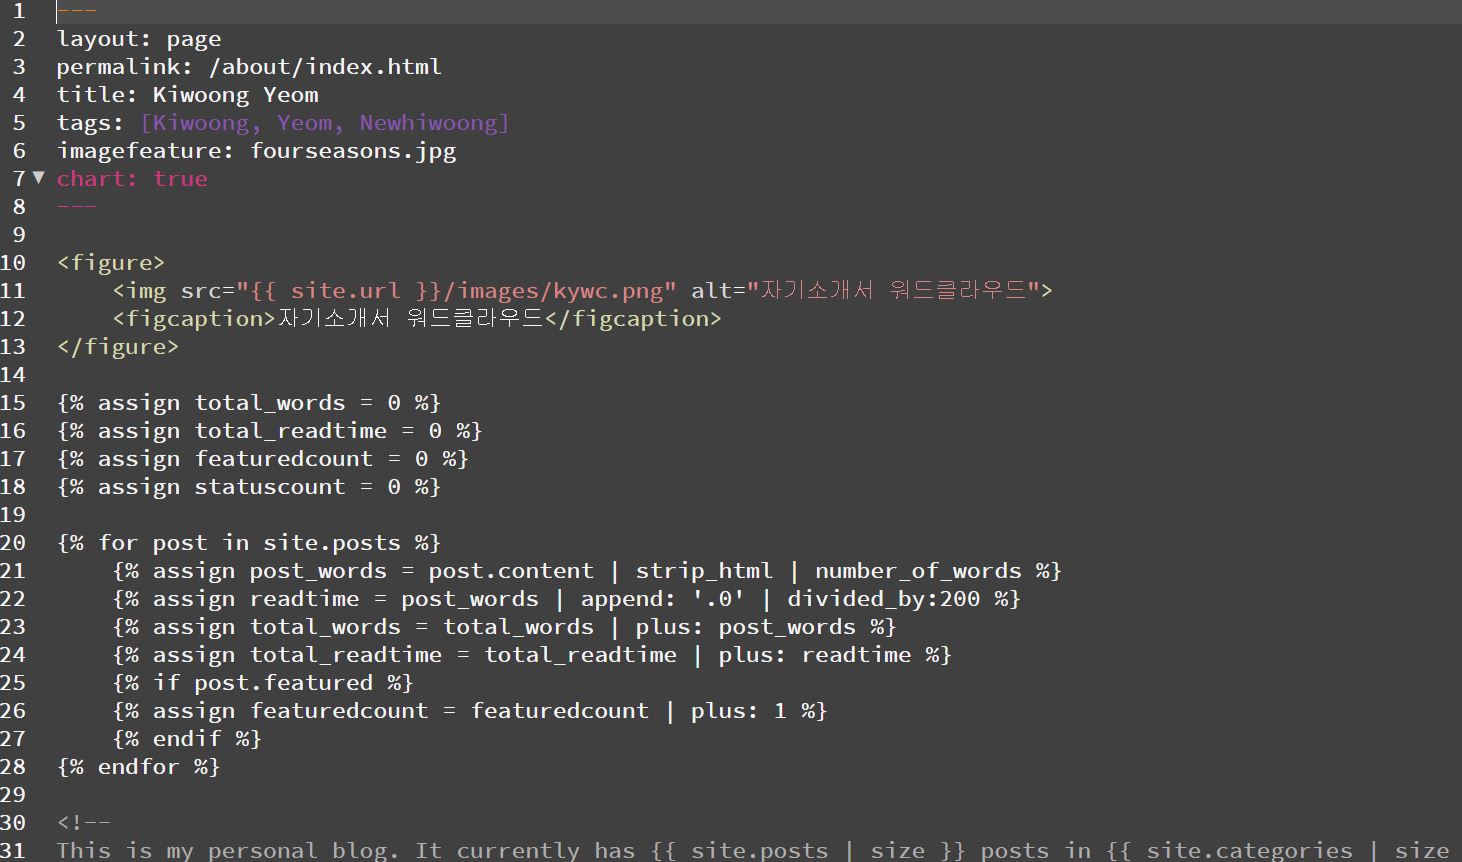 1 ---
2 layout: page
3 permalink: /about/index.html
4 title: Kiwoong Yeom
5 tags: [Kiwoong, Yeom, Newhiwoong]
6 imagefeature: fourseasons.jpg
7 ▼ chart: true
8 ---
9
10 <figure>
11     <img src="{{ site.url }}/images/kywc.png" alt="자기소개서 워드클라우드">
12     <figcaption>자기소개서 워드클라우드</figcaption>
13 </figure>
14
15 {% assign total_words = 0 %}
16 {% assign total_readtime = 0 %}
17 {% assign featuredcount = 0 %}
18 {% assign statuscount = 0 %}
19
20 {% for post in site.posts %}
21     {% assign post_words = post.content | strip_html | number_of_words %}
22     {% assign readtime = post_words | append: '.0' | divided_by:200 %}
23     {% assign total_words = total_words | plus: post_words %}
24     {% assign total_readtime = total_readtime | plus: readtime %}
25     {% if post.featured %}
26     {% assign featuredcount = featuredcount | plus: 1 %}
27     {% endif %}
28 {% endfor %}
29
30 <!--
31 This is my personal blog. It currently has {{ site.posts | size }} posts in {{ site.categories | size